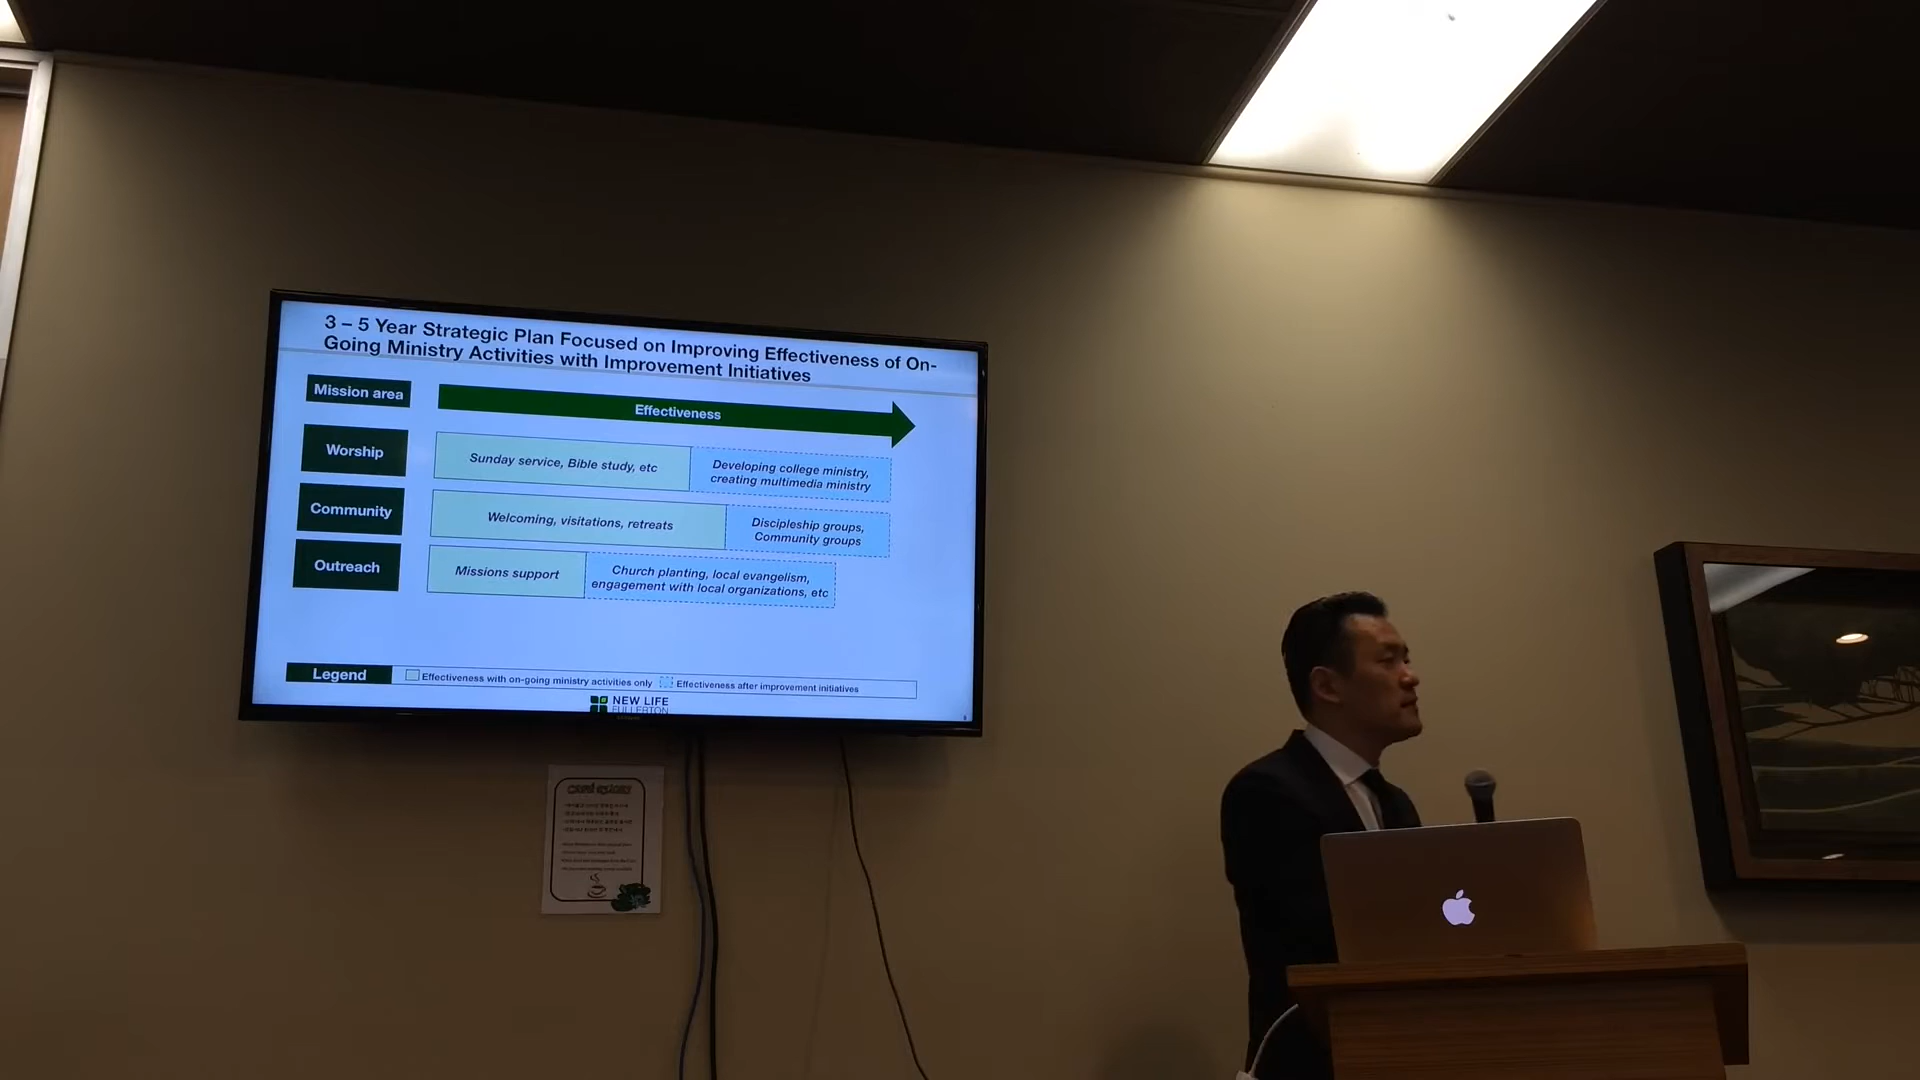 3 – 5 Year Strategic Plan Focused on Improving Effectiveness of On-
Going Ministry Activities with Improvement Initiatives
Mission area
Effectiveness
Worship
Sunday service, Bible study, etc
Developing college ministry,
creating multimedia ministry
Community
Welcoming, visitations, retreats
Discipleship groups,
Community groups
Outreach
Missions support
Church planting, local evangelism,
engagement with local organizations, etc
Legend
Effectiveness with on-going ministry activities only
Effectiveness after improvement initiatives
NEW LIFE
FULLERTON